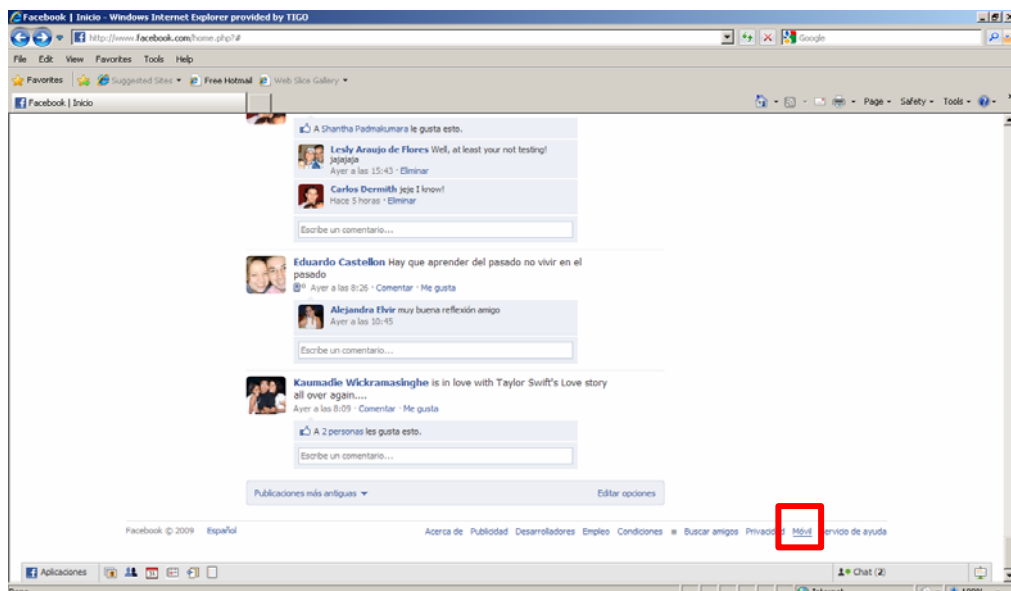 Facebook | Inicio - Windows Internet Explorer provided by TIGO
http://www.facebook.com/home.php?#
Google
File Edit View Favorites Tools Help
Favorites Suggested Sites Free Hotmail Web Slice Gallery
Facebook | Inicio
Page Safety Tools
A Shantha Padmakumara le gusta esto.
Lesly Araujo de Flores Well, at least your not testing!
jajajaja
Ayer a las 15:43 · Eliminar
Carlos Dermith jeje I know!
Hace 5 horas · Eliminar
Escribe un comentario...
Eduardo Castellon Hay que aprender del pasado no vivir en el
pasado
Ayer a las 8:26 · Comentar · Me gusta
Alejandra Elvir muy buena reflexión amigo
Ayer a las 10:45
Escribe un comentario...
Kaumadie Wickramasinghe is in love with Taylor Swift's Love story
all over again....
Ayer a las 8:09 · Comentar · Me gusta
A 2 personas les gusta esto.
Escribe un comentario...
Publicaciones más antiguas Editar opciones
Facebook © 2009 Español Acerca de Publicidad Desarrolladores Empleo Condiciones Buscar amigos Privacidad Móvil Servicio de ayuda
Aplicaciones Chat (2)
Internet 100%